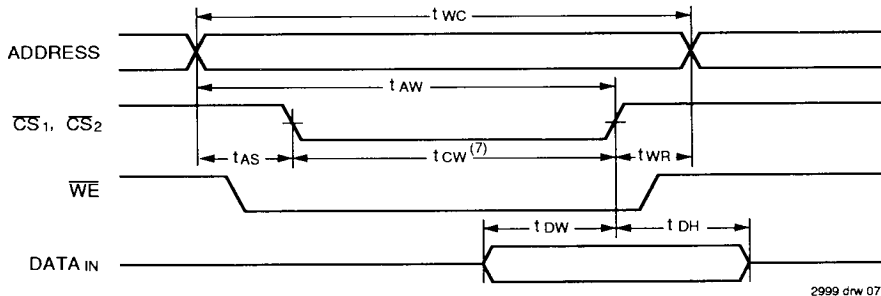 t WC
ADDRESS
t AW
CS1, CS2
t AS
t CW (7)
t WR
WE
t DW
t DH
DATA IN
2999 drw 07